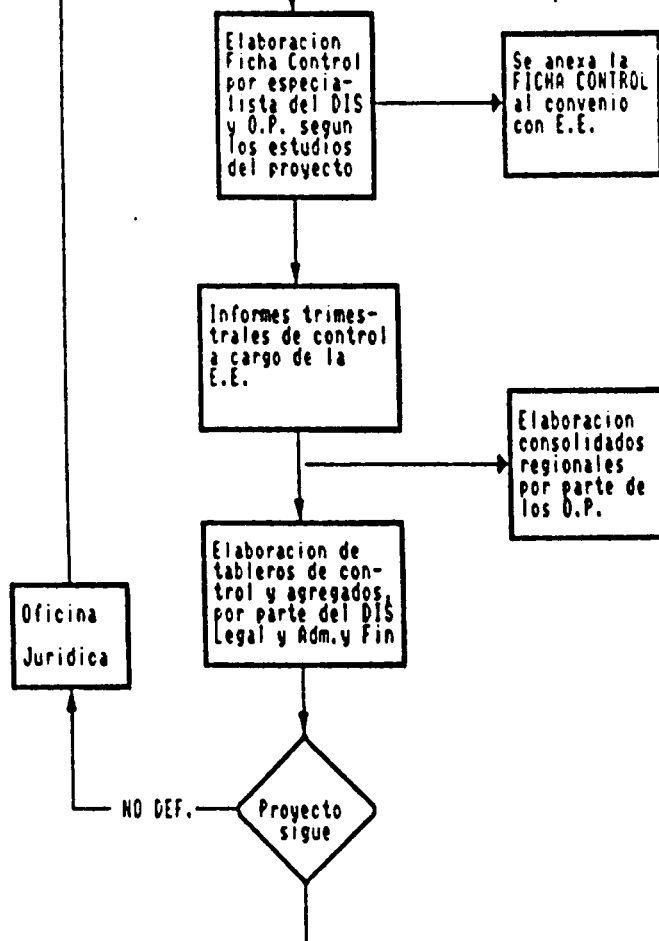 Elaboracion
Ficha Control
por especia-
lista del DIS
y O.P. segun
los estudios
del proyecto
Se anexa la
FICHA CONTROL
al convenio
con E.E.
Informes trimes-
trales de control
a cargo de la
E.E.
Elaboracion
consolidados
regionales
por parte de
los O.P.
Elaboracion de
tableros de con-
trol y agregados,
por parte del DIS
Legal y Adm.y Fin
Oficina
Juridica
NO DEF.
Proyecto
sigue